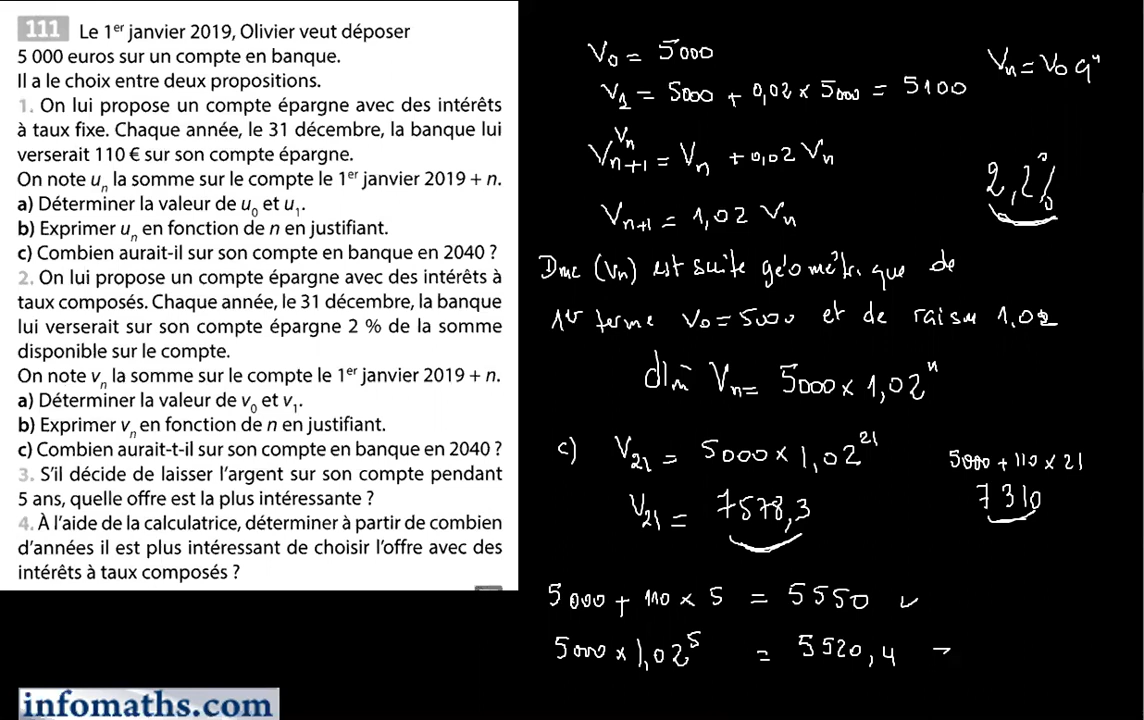 111 Le 1er janvier 2019, Olivier veut déposer
5 000 euros sur un compte en banque.
Il a le choix entre deux propositions.
1. On lui propose un compte épargne avec des intérêts
à taux fixe. Chaque année, le 31 décembre, la banque lui
verserait 110 € sur son compte épargne.
On note un la somme sur le compte le 1er janvier 2019 + n.
a) Déterminer la valeur de u0 et u1.
b) Exprimer un en fonction de n en justifiant.
c) Combien aurait-il sur son compte en banque en 2040 ?
2. On lui propose un compte épargne avec des intérêts à
taux composés. Chaque année, le 31 décembre, la banque
lui verserait sur son compte épargne 2 % de la somme
disponible sur le compte.
On note vn la somme sur le compte le 1er janvier 2019 + n.
a) Déterminer la valeur de v0 et v1.
b) Exprimer vn en fonction de n en justifiant.
c) Combien aurait-t-il sur son compte en banque en 2040 ?
3. S'il décide de laisser l'argent sur son compte pendant
5 ans, quelle offre est la plus intéressante ?
4. À l'aide de la calculatrice, déterminer à partir de combien
d'années il est plus intéressant de choisir l'offre avec des
intérêts à taux composés ?
V0 = 5000
Vn = V0 q^n
V1 = 5000 + 0,02 × 5000 = 5100
Vn
Vn+1 = Vn + 0,02 Vn
2,2%
Vn+1 = 1,02 Vn
Donc (Vn) est suite géométrique de
1er terme V0 = 5000 et de raison 1,02
donc Vn = 5000 × 1,02^n
c) V21 = 5000 × 1,02^21
5000 + 110 × 21
V21 = 7578,3
7310
5000 + 110 × 5 = 5550 ✓
5000 × 1,02^5 = 5520,4 →
infomaths.com